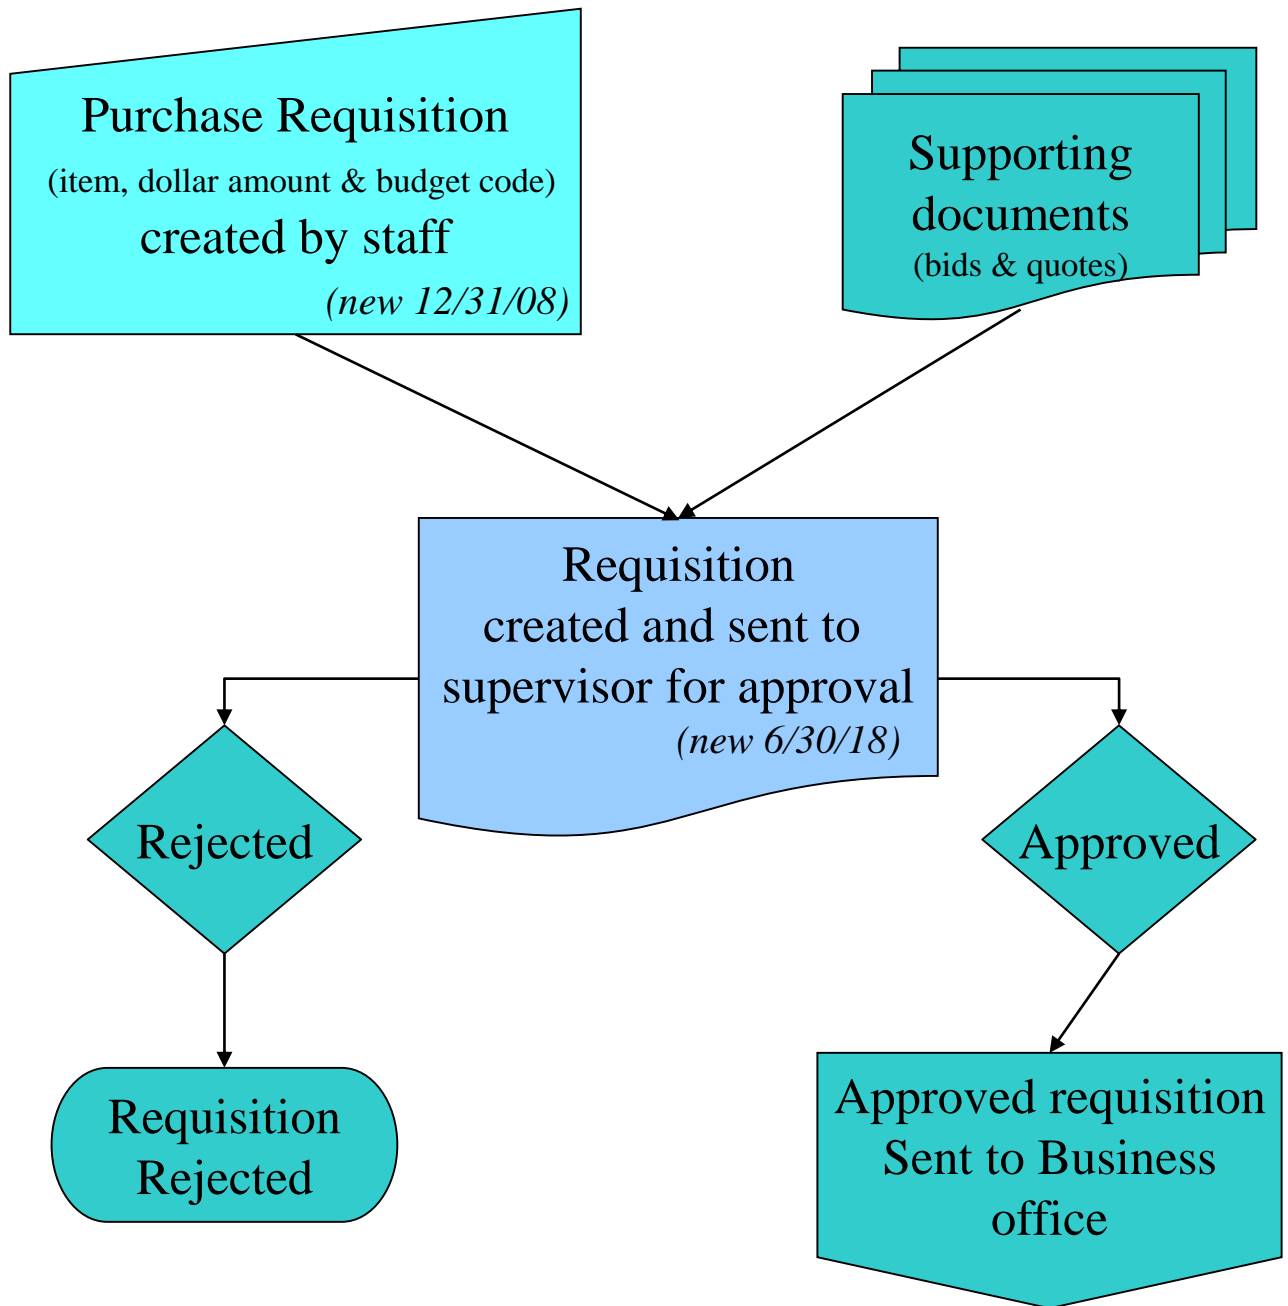 Purchase Requisition
(item, dollar amount & budget code)
created by staff
(new 12/31/08)
Supporting
documents
(bids & quotes)
Requisition
created and sent to
supervisor for approval
(new 6/30/18)
Rejected
Approved
Requisition
Rejected
Approved requisition
Sent to Business
office